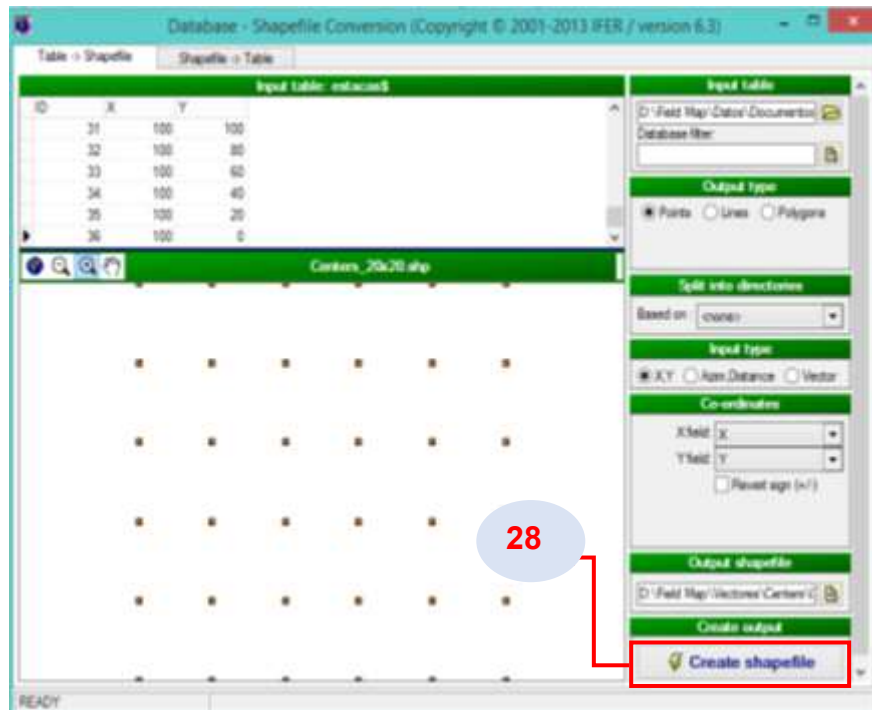 Database - Shapefile Conversion (Copyright © 2001-2013 IFER / version 6.3)
Table -> Shapefile
Shapefile -> Table
Input table: estacas$
ID X Y
31 100 100
32 100 80
33 100 60
34 100 40
35 100 20
36 100 0
Centers_20x20.shp
Input table
D:\Field Map\Datos\Documentos
Database filter:
Output type
Points Lines Polygons
Split into directories
Based on <none>
Input type
X,Y Azim,Distance Vector
Co-ordinates
X field: X
Y field: Y
Revert sign (+/-)
28
Output shapefile
D:\Field Map\Vectores\Centers\C
Create output
Create shapefile
READY